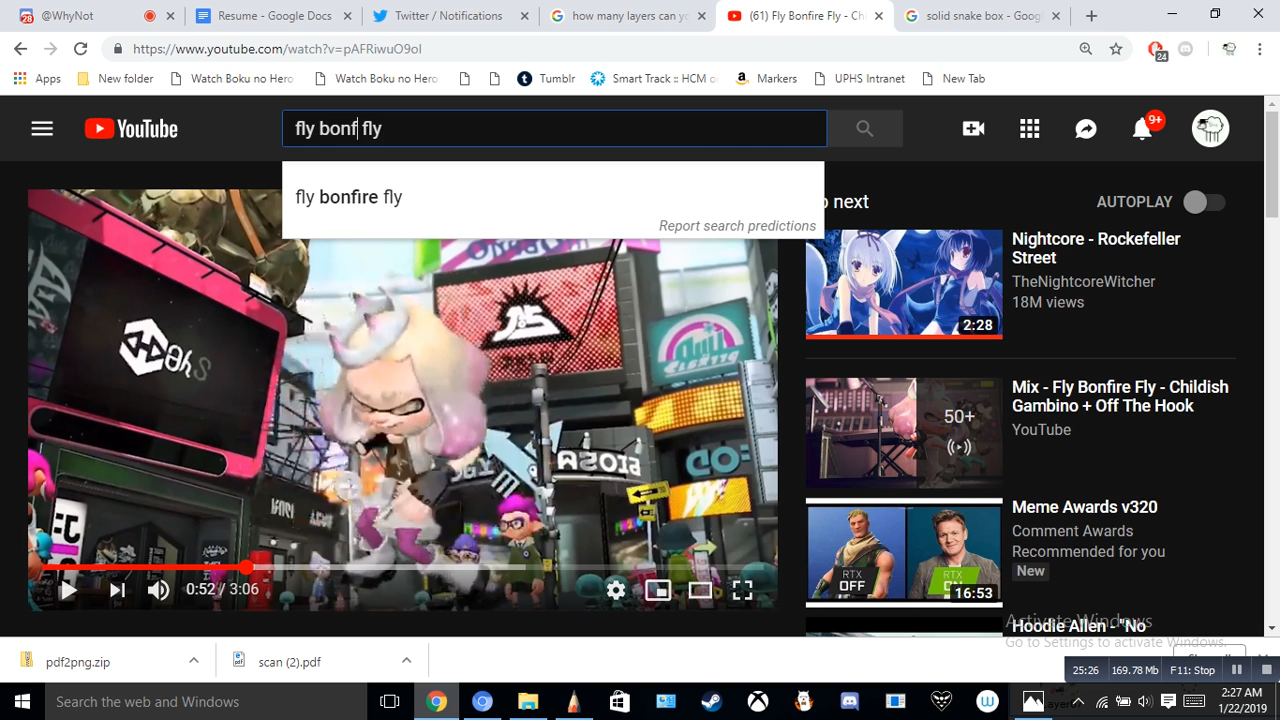 28
@WhyNot
Resume - Google Docs
Twitter / Notifications
how many layers can yo
(61) Fly Bonfire Fly - Ch
solid snake box - Goog
https://www.youtube.com/watch?v=pAFRiwuO9oI
24
Apps
New folder
Watch Boku no Hero
Watch Boku no Hero
Tumblr
Smart Track :: HCM o
Markers
UPHS Intranet
New Tab
YouTube
fly bonf fly
9+
fly bonfire fly
Report search predictions
next
AUTOPLAY
Nightcore - Rockefeller
Street
TheNightcoreWitcher
18M views
2:28
Mix - Fly Bonfire Fly - Childish
Gambino + Off The Hook
YouTube
50+
Meme Awards v320
Comment Awards
Recommended for you
New
RTX
OFF
RTX
ON
16:53
Hoodie Allen - "No
0:52 / 3:06
Activate Windows
Go to Settings to activate Windows.
pdf2png.zip
scan (2).pdf
25:26
169.78 Mb
F11: Stop
Search the web and Windows
2:27 AM
1/22/2019